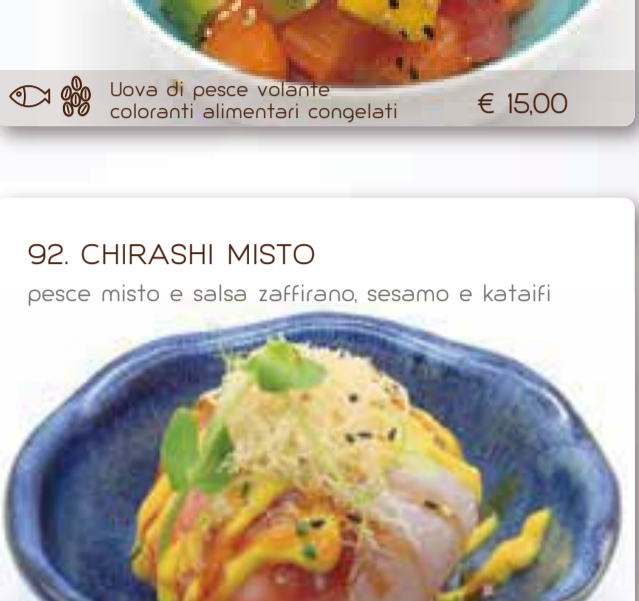 Uova di pesce volante
coloranti alimentari congelati
€ 15,00
92. CHIRASHI MISTO
pesce misto e salsa zaffirano, sesamo e kataifi